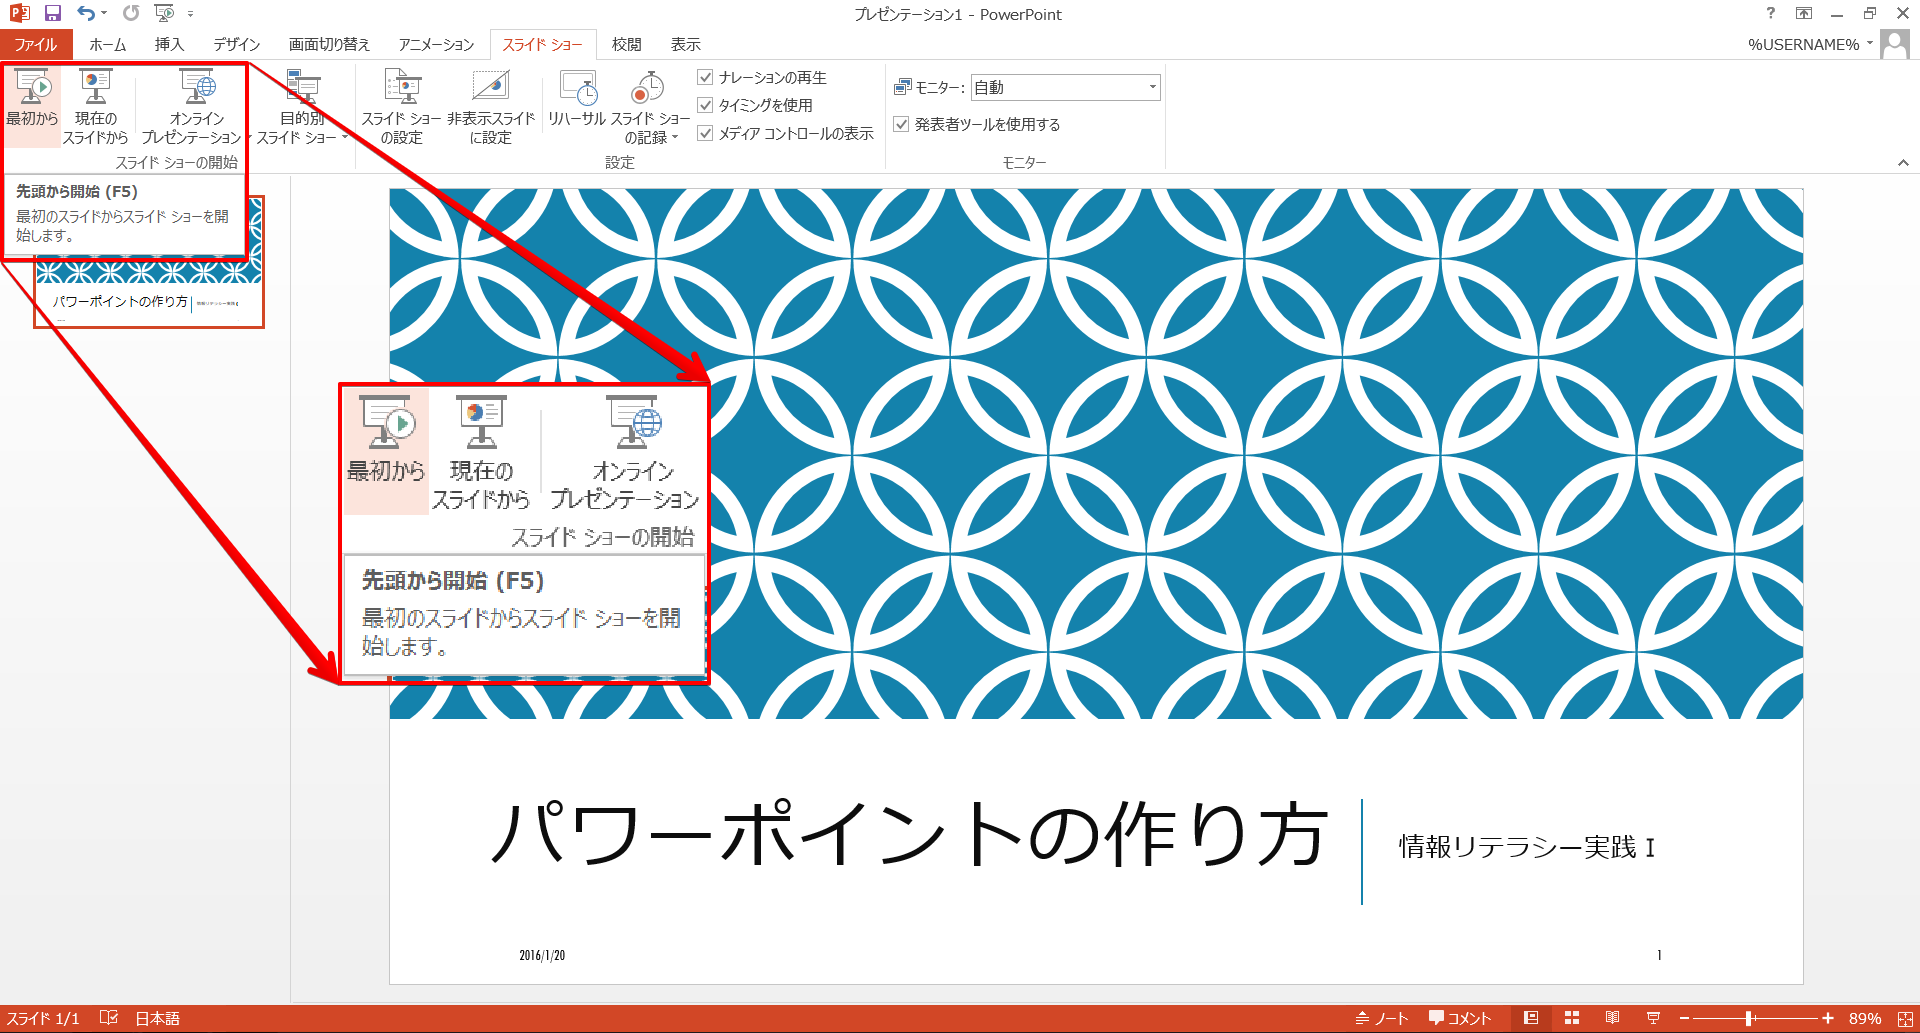 プレゼンテーション1 - PowerPoint
?
ファイル ホーム 挿入 デザイン 画面切り替え アニメーション スライド ショー 校閲 表示
%USERNAME%
最初から
現在の
スライドから
オンライン
プレゼンテーション
目的別
スライド ショー
スライド ショーの開始
スライド ショー
の設定
非表示スライド
に設定
リハーサル
スライド ショー
の記録
ナレーションの再生
タイミングを使用
メディア コントロールの表示
設定
モニター: 自動
発表者ツールを使用する
モニター
先頭から開始 (F5)
最初のスライドからスライド ショーを開
始します。
パワーポイントの作り方
最初から
現在の
スライドから
オンライン
プレゼンテーション
スライド ショーの開始
先頭から開始 (F5)
最初のスライドからスライド ショーを開
始します。
パワーポイントの作り方
情報リテラシー実践 I
2016/1/20
1
スライド 1/1 日本語
ノート コメント 89%